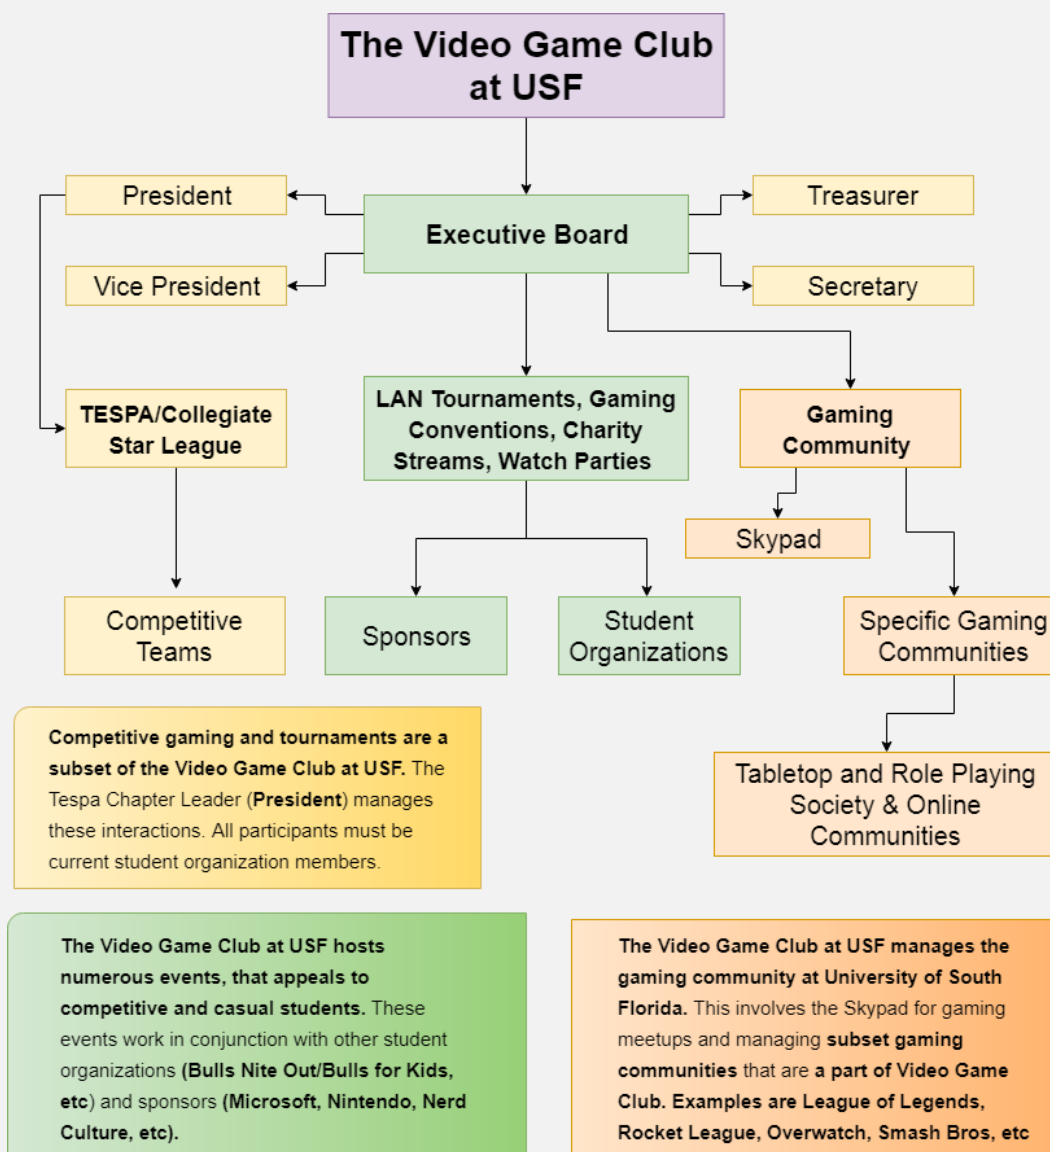 The Video Game Club
at USF
President
Executive Board
Treasurer
Vice President
Secretary
TESPA/Collegiate
Star League
LAN Tournaments, Gaming
Conventions, Charity
Streams, Watch Parties
Gaming
Community
Skypad
Competitive
Teams
Sponsors
Student
Organizations
Specific Gaming
Communities
Tabletop and Role Playing
Society & Online
Communities
Competitive gaming and tournaments are a
subset of the Video Game Club at USF. The
Tespa Chapter Leader (President) manages
these interactions. All participants must be
current student organization members.
The Video Game Club at USF hosts
numerous events, that appeals to
competitive and casual students. These
events work in conjunction with other student
organizations (Bulls Nite Out/Bulls for Kids,
etc) and sponsors (Microsoft, Nintendo, Nerd
Culture, etc).
The Video Game Club at USF manages the
gaming community at University of South
Florida. This involves the Skypad for gaming
meetups and managing subset gaming
communities that are a part of Video Game
Club. Examples are League of Legends,
Rocket League, Overwatch, Smash Bros, etc